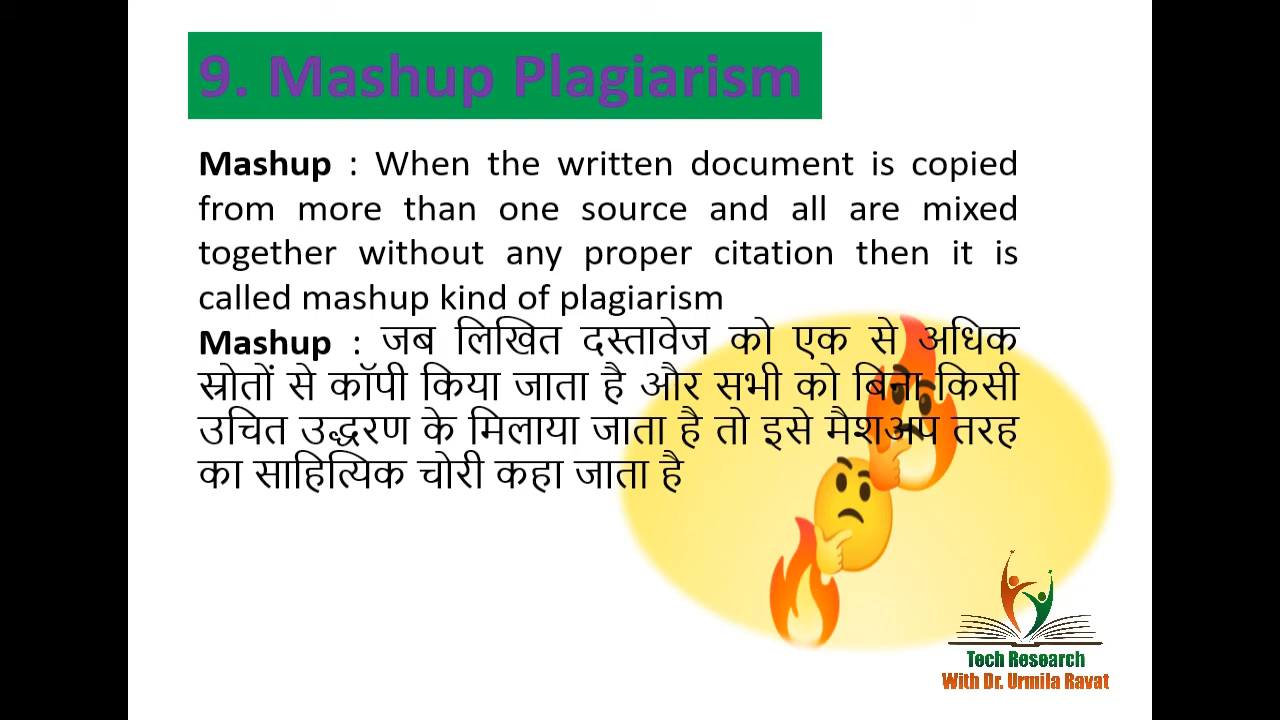 9. Mashup Plagiarism
Mashup : When the written document is copied
from more than one source and all are mixed
together without any proper citation then it is
called mashup kind of plagiarism
Mashup : जब लिखित दस्तावेज को एक से अधिक
स्रोतों से कॉपी किया जाता है और सभी को बिना किसी
उचित उद्धरण के मिलाया जाता है तो इसे मैशअप तरह
का साहित्यिक चोरी कहा जाता है
Tech Research
With Dr. Urmila Ravat